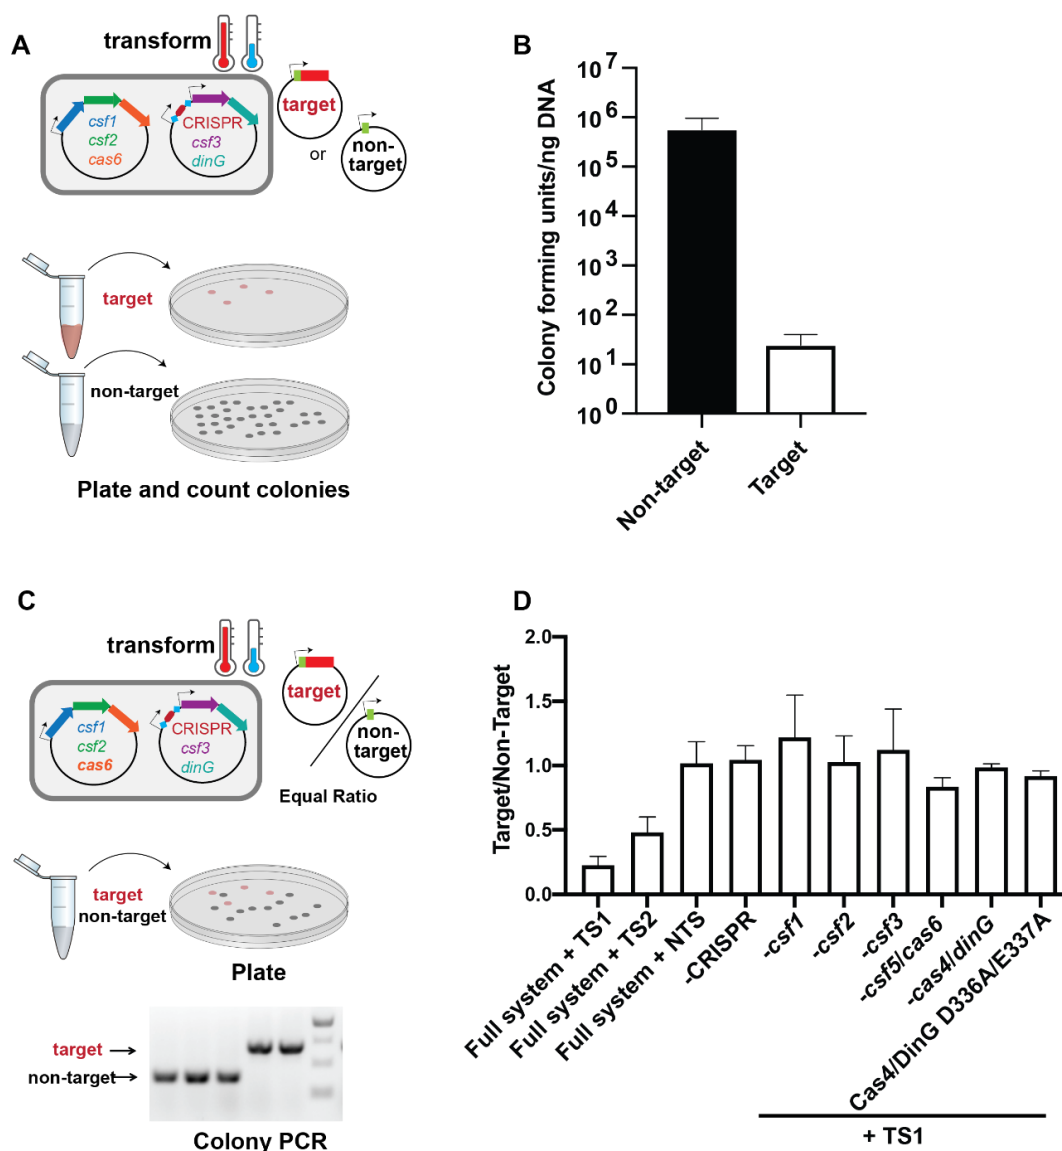 A
transform
target
or
non-
target
csf1
csf2
cas6
CRISPR
csf3
dinG
target
non-target
Plate and count colonies
B
Colony forming units/ng DNA
10^7
10^6
10^5
10^4
10^3
10^2
10^1
10^0
Non-target
Target
C
transform
target
non-
target
Equal Ratio
csf1
csf2
cas6
CRISPR
csf3
dinG
target
non-target
Plate
target
non-target
Colony PCR
D
Target/Non-Target
2.0
1.5
1.0
0.5
0.0
Full system + TS1
Full system + TS2
Full system + NTS
-CRISPR
-csf1
-csf2
-csf3
-csf5/cas6
-cas4/dinG
Cas4/DinG D336A/E337A
+ TS1